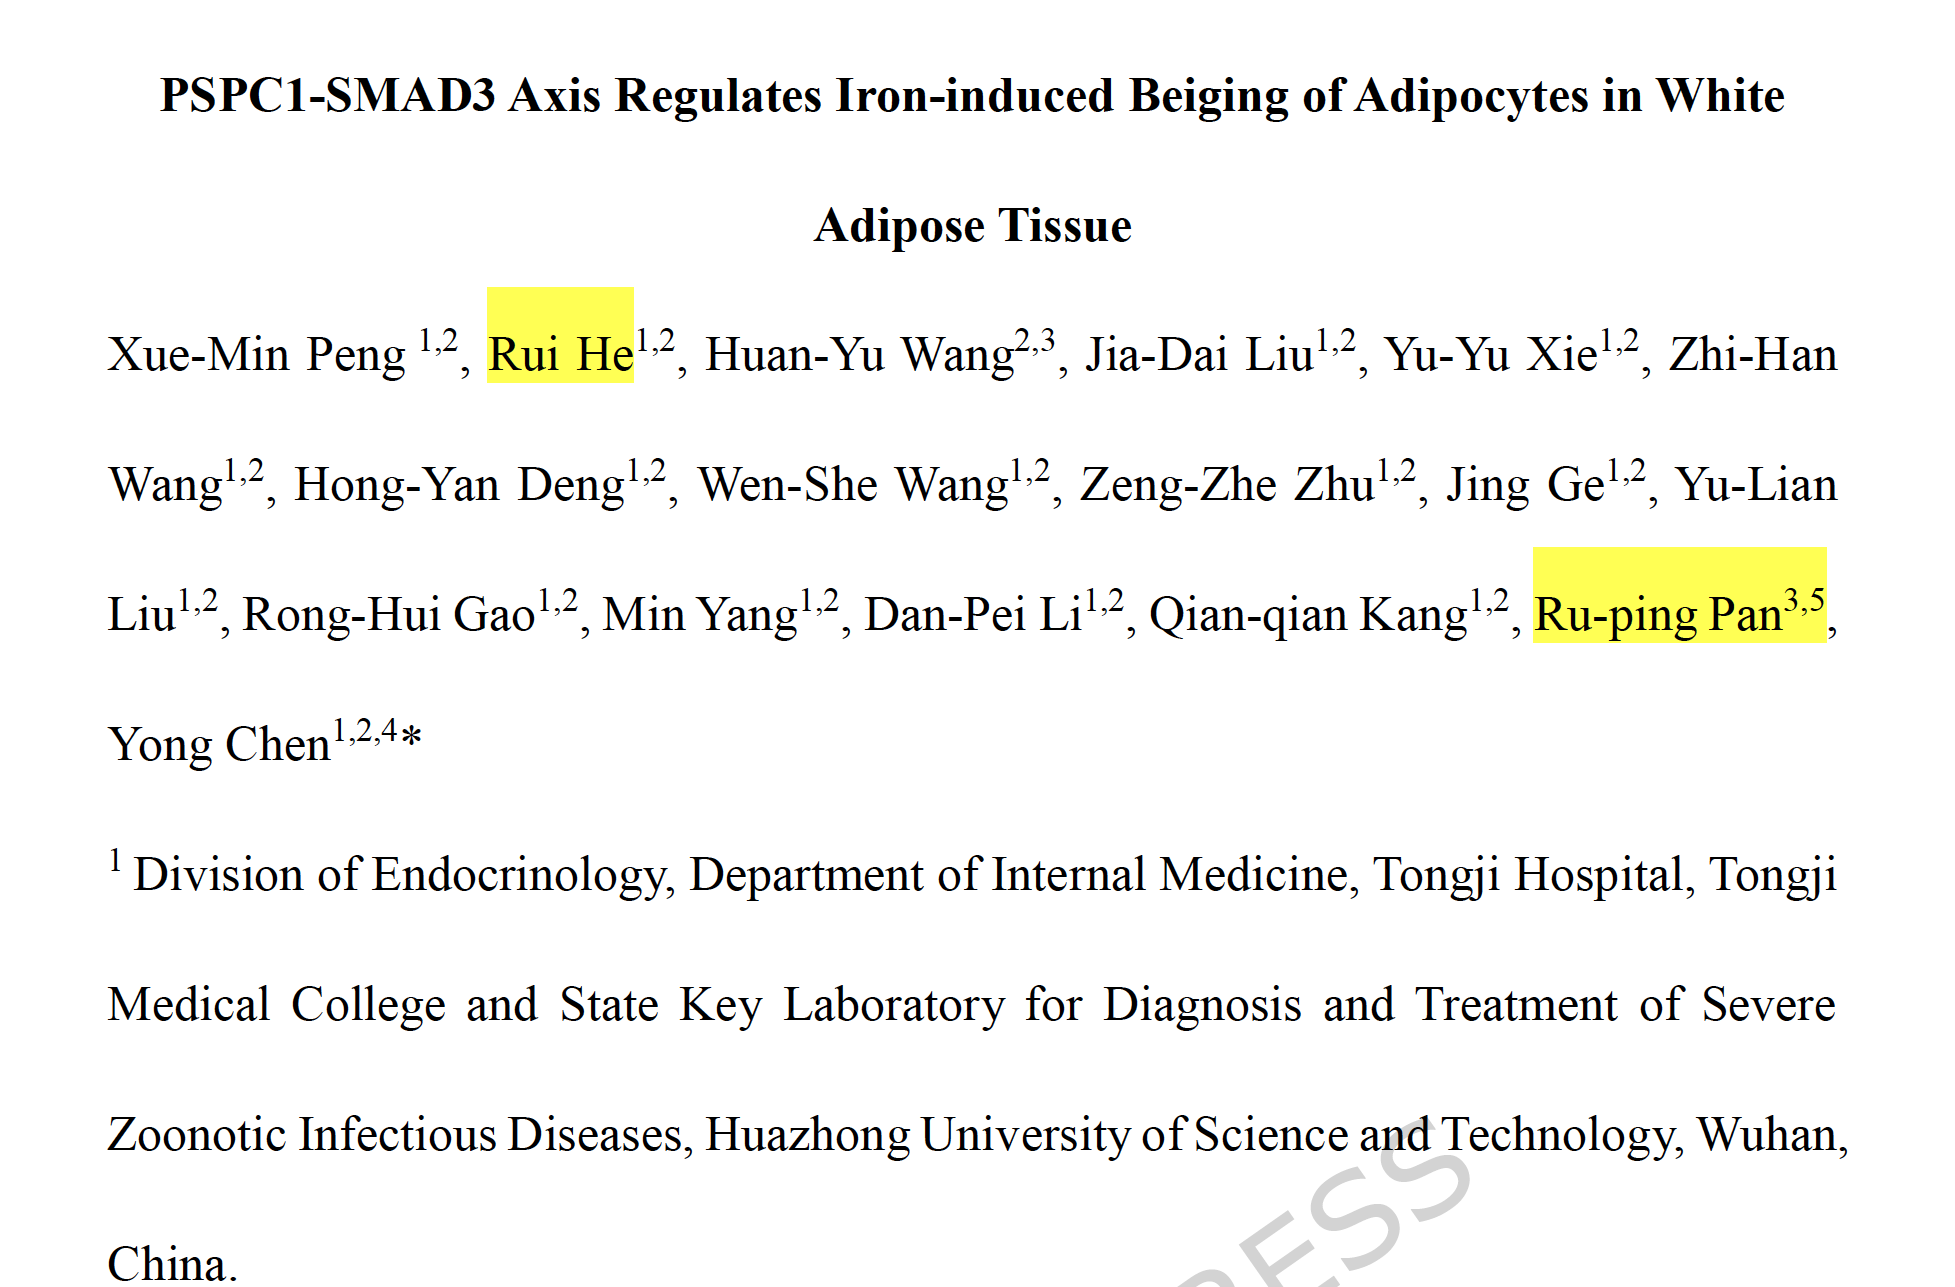 PSPC1-SMAD3 Axis Regulates Iron-induced Beiging of Adipocytes in White
Adipose Tissue
Xue-Min Peng 1,2, Rui He1,2, Huan-Yu Wang2,3, Jia-Dai Liu1,2, Yu-Yu Xie1,2, Zhi-Han
Wang1,2, Hong-Yan Deng1,2, Wen-She Wang1,2, Zeng-Zhe Zhu1,2, Jing Ge1,2, Yu-Lian
Liu1,2, Rong-Hui Gao1,2, Min Yang1,2, Dan-Pei Li1,2, Qian-qian Kang1,2, Ru-ping Pan3,5,
Yong Chen1,2,4*
1 Division of Endocrinology, Department of Internal Medicine, Tongji Hospital, Tongji
Medical College and State Key Laboratory for Diagnosis and Treatment of Severe
Zoonotic Infectious Diseases, Huazhong University of Science and Technology, Wuhan,
China.